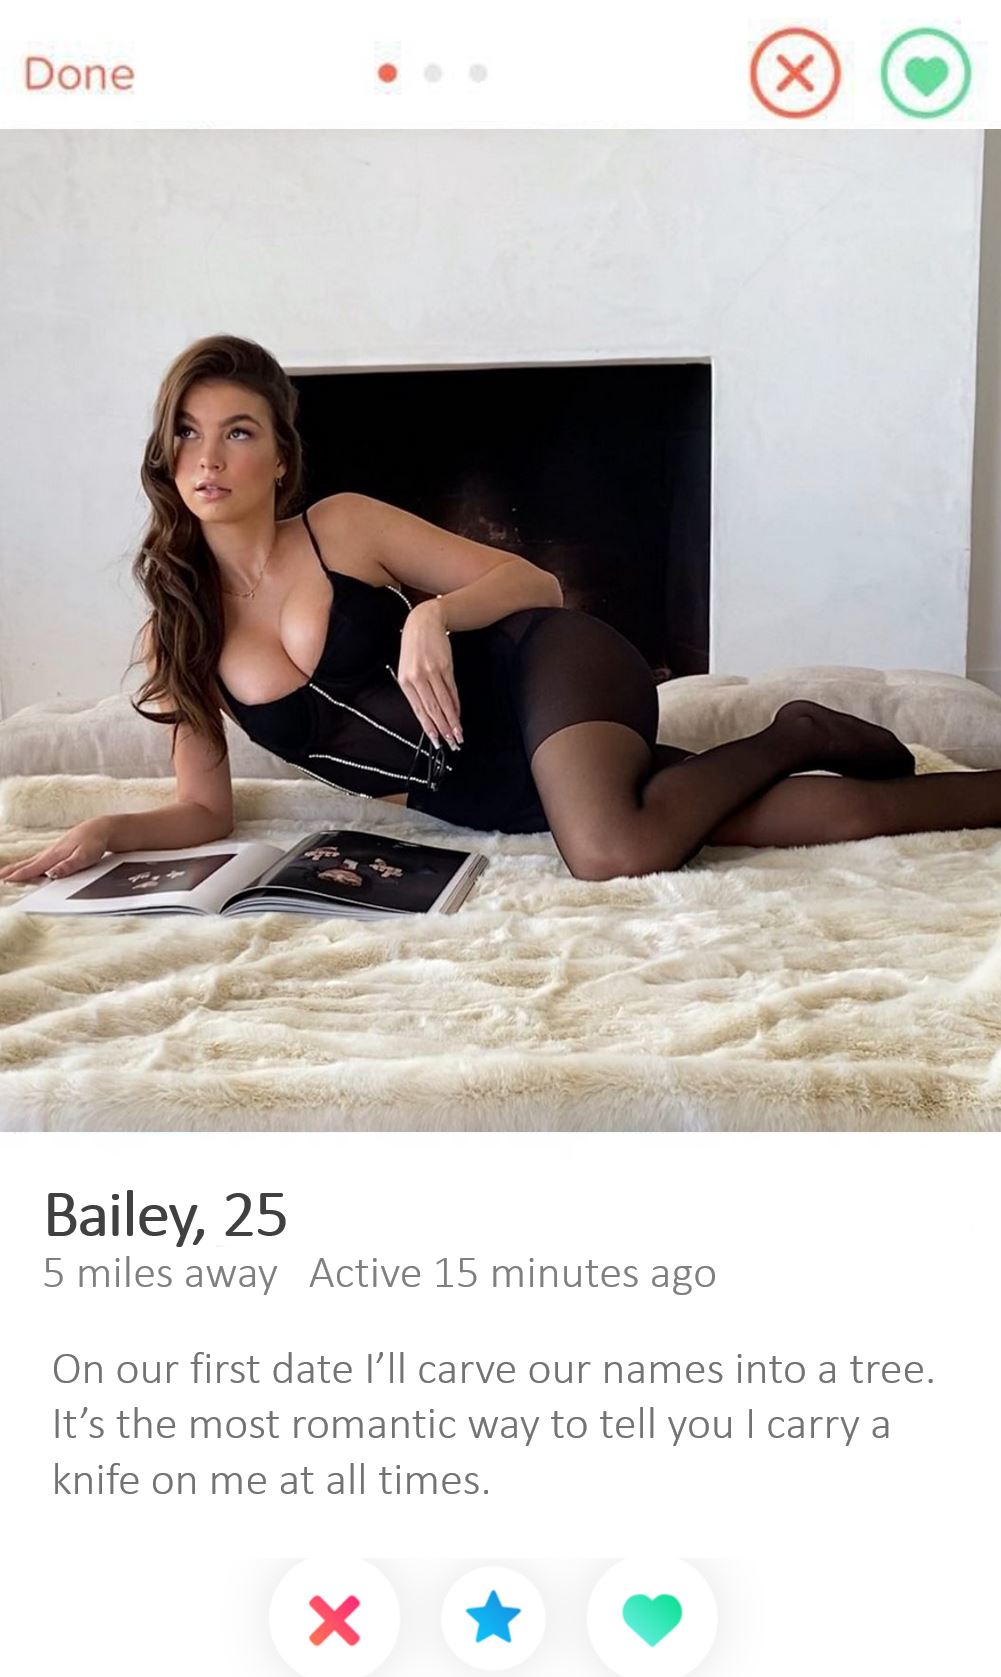 Done
Bailey, 25
5 miles away Active 15 minutes ago
On our first date I’ll carve our names into a tree.
It’s the most romantic way to tell you I carry a
knife on me at all times.